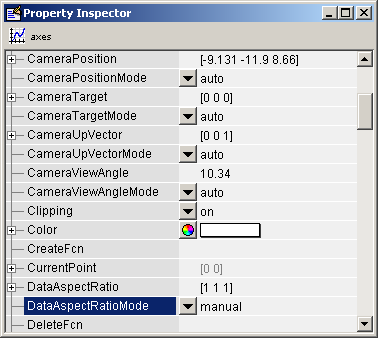 Property Inspector
axes
CameraPosition [-9.131 -11.9 8.66]
CameraPositionMode auto
CameraTarget [0 0 0]
CameraTargetMode auto
CameraUpVector [0 0 1]
CameraUpVectorMode auto
CameraViewAngle 10.34
CameraViewAngleMode auto
Clipping on
Color
CreateFcn
CurrentPoint [0 0]
DataAspectRatio [1 1 1]
DataAspectRatioMode manual
DeleteFcn